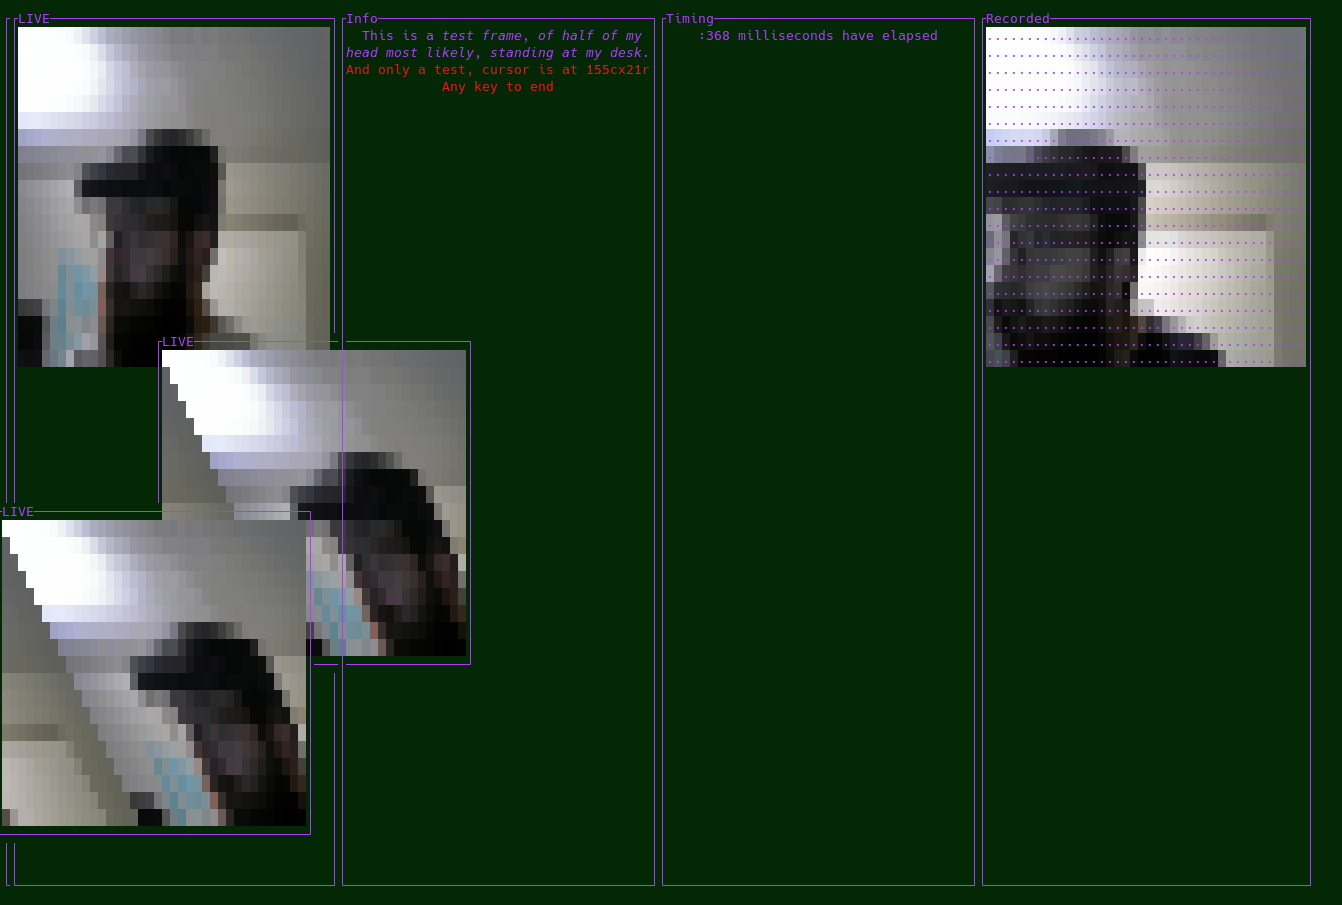 LIVE
Info
This is a test frame, of half of my
head most likely, standing at my desk.
And only a test, cursor is at 155cx21r
Any key to end
Timing
:368 milliseconds have elapsed
Recorded
LIVE
LIVE